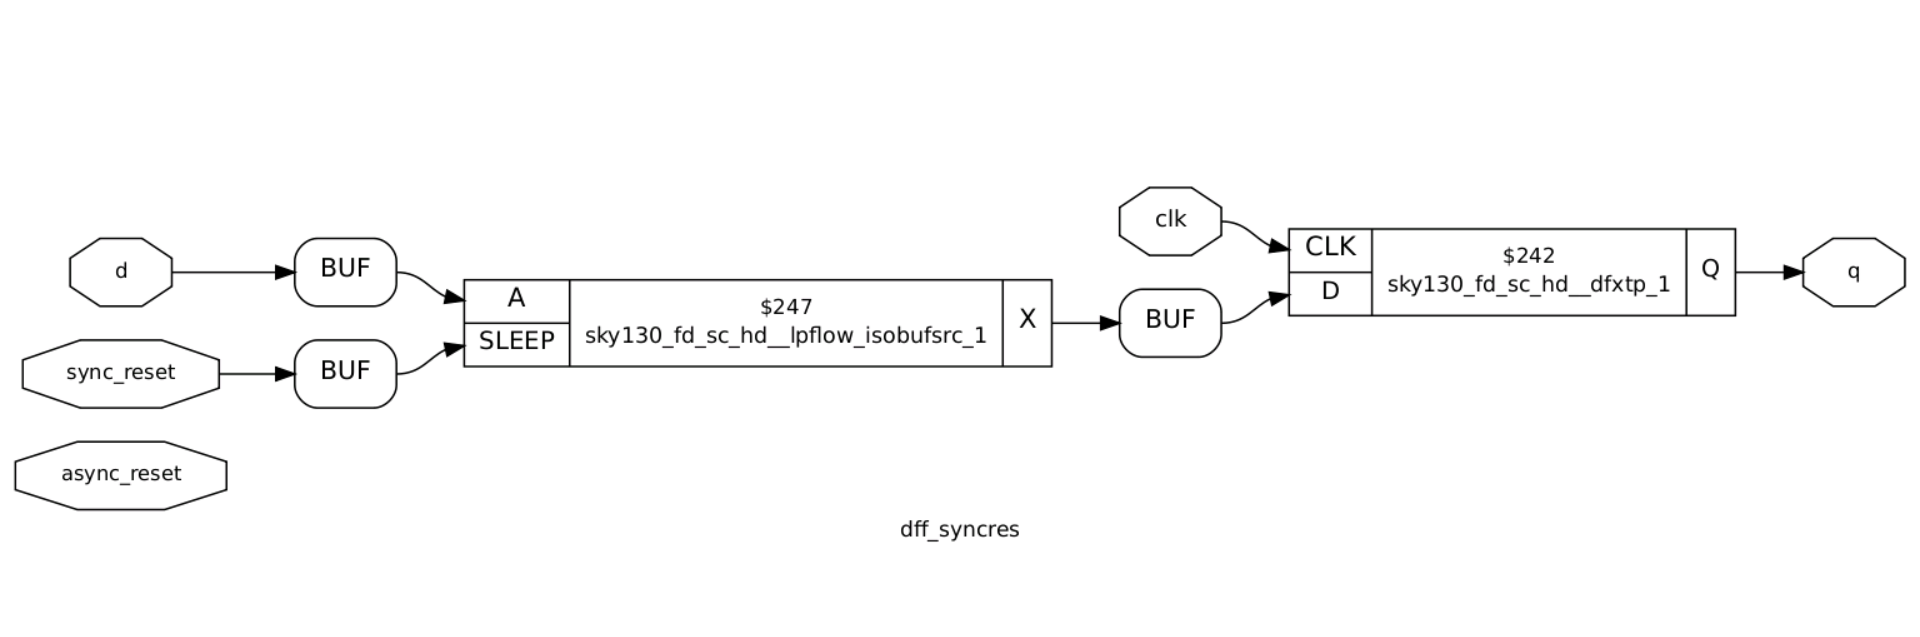 clk
d
BUF
CLK
$242
sky130_fd_sc_hd__dfxtp_1
D
Q
q
A
$247
sky130_fd_sc_hd__lpflow_isobufsrc_1
SLEEP
X
BUF
sync_reset
BUF
async_reset
dff_syncres